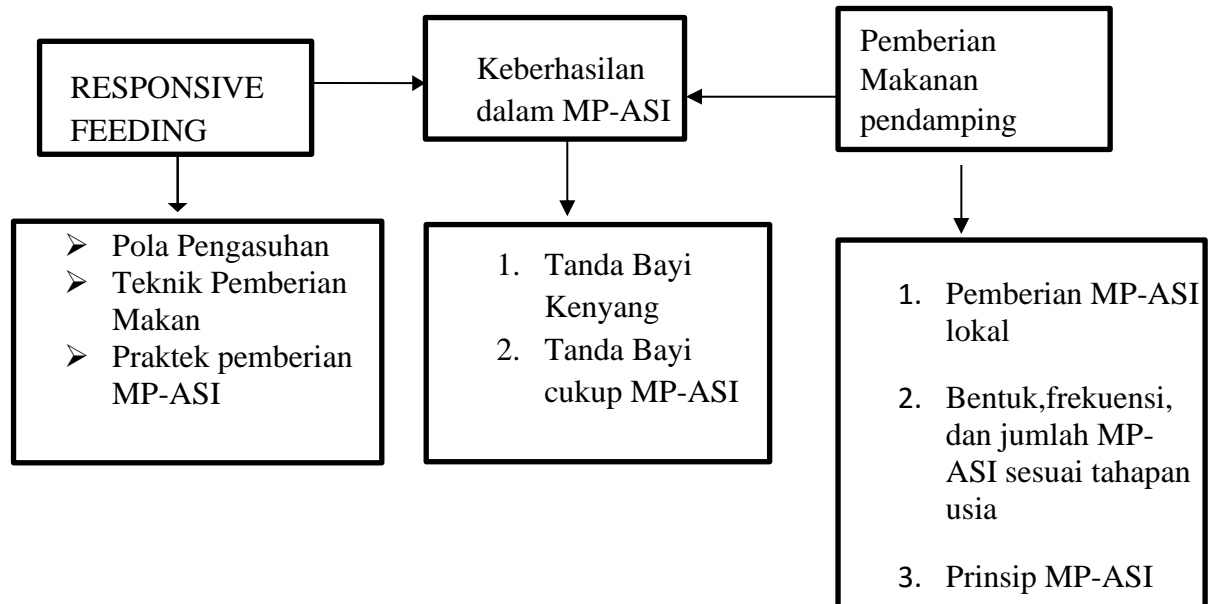 RESPONSIVE
FEEDING
Keberhasilan
dalam MP-ASI
Pemberian
Makanan
pendamping
➤ Pola Pengasuhan
➤ Teknik Pemberian
Makan
➤ Praktek pemberian
MP-ASI
1. Tanda Bayi
Kenyang
2. Tanda Bayi
cukup MP-ASI
1. Pemberian MP-ASI
lokal
2. Bentuk,frekuensi,
dan jumlah MP-
ASI sesuai tahapan
usia
3. Prinsip MP-ASI